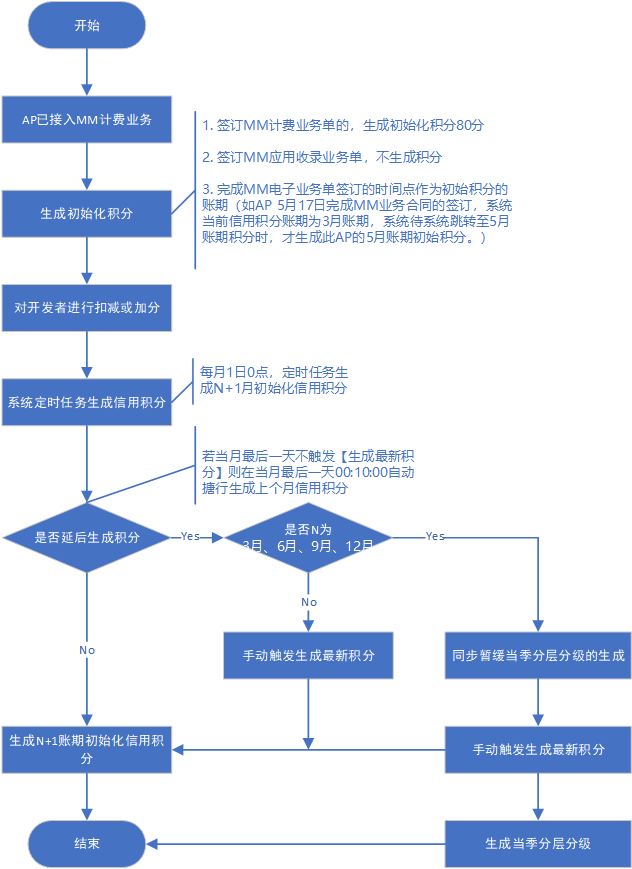 开始
AP已接入MM计费业务
1. 签订MM计费业务单的，生成初始化积分80分
2. 签订MM应用收录业务单，不生成积分
3. 完成MM电子业务单签订的时间点作为初始积分的
账期（如AP 5月17日完成MM业务合同的签订，系统
当前信用积分账期为3月账期，系统待系统跳转至5月
账期积分时，才生成此AP的5月账期初始积分。）
生成初始化积分
对开发者进行扣减或加分
每月1日0点，定时任务生
成N+1月初始化信用积分
系统定时任务生成信用积分
若当月最后一天不触发【生成最新积
分】则在当月最后一天00:10:00自动
搪行生成上个月信用积分
是否延后生成积分
Yes
是否N为
3月、6月、9月、12月
Yes
No
No
手动触发生成最新积分
同步暂缓当季分层分级的生成
生成N+1账期初始化信用积
分
手动触发生成最新积分
结束
生成当季分层分级